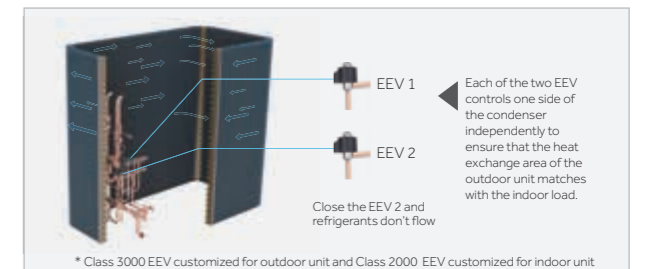 EEV 1
Each of the two EEV
controls one side of
the condenser
independently to
ensure that the heat
exchange area of the
outdoor unit matches
with the indoor load.
EEV 2
Close the EEV 2 and
refrigerants don't flow
* Class 3000 EEV customized for outdoor unit and Class 2000 EEV customized for indoor unit